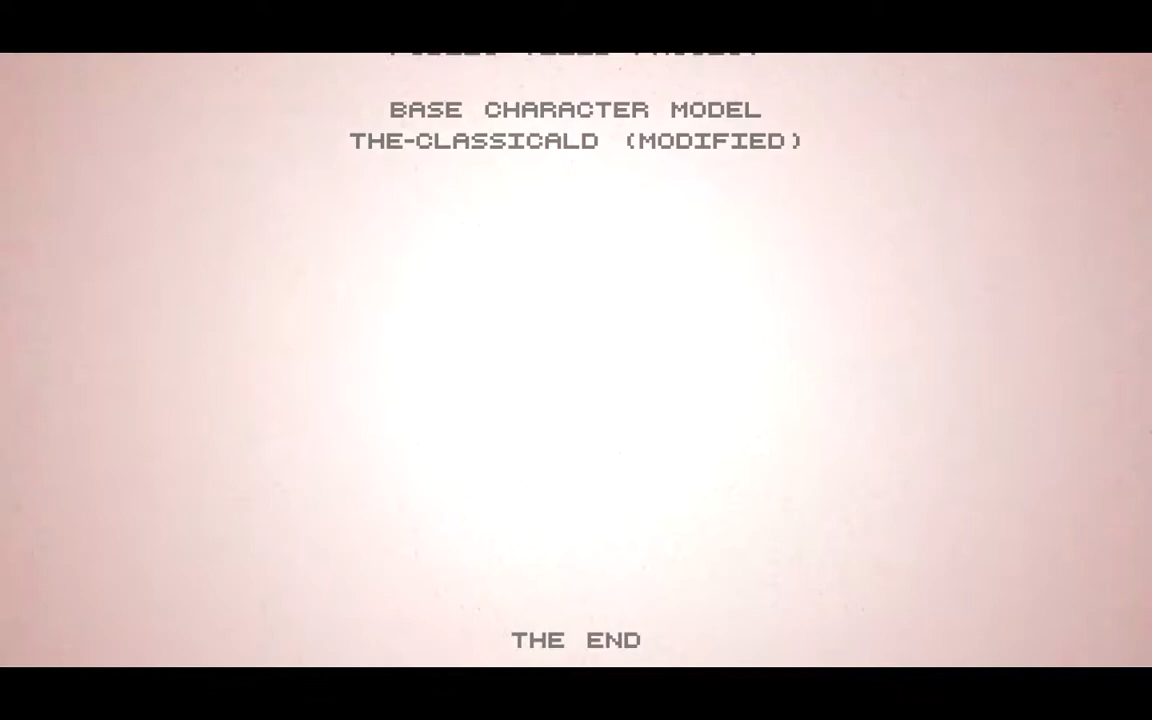 BASE CHARACTER MODEL
THE-CLASSICALD (MODIFIED)
THE END